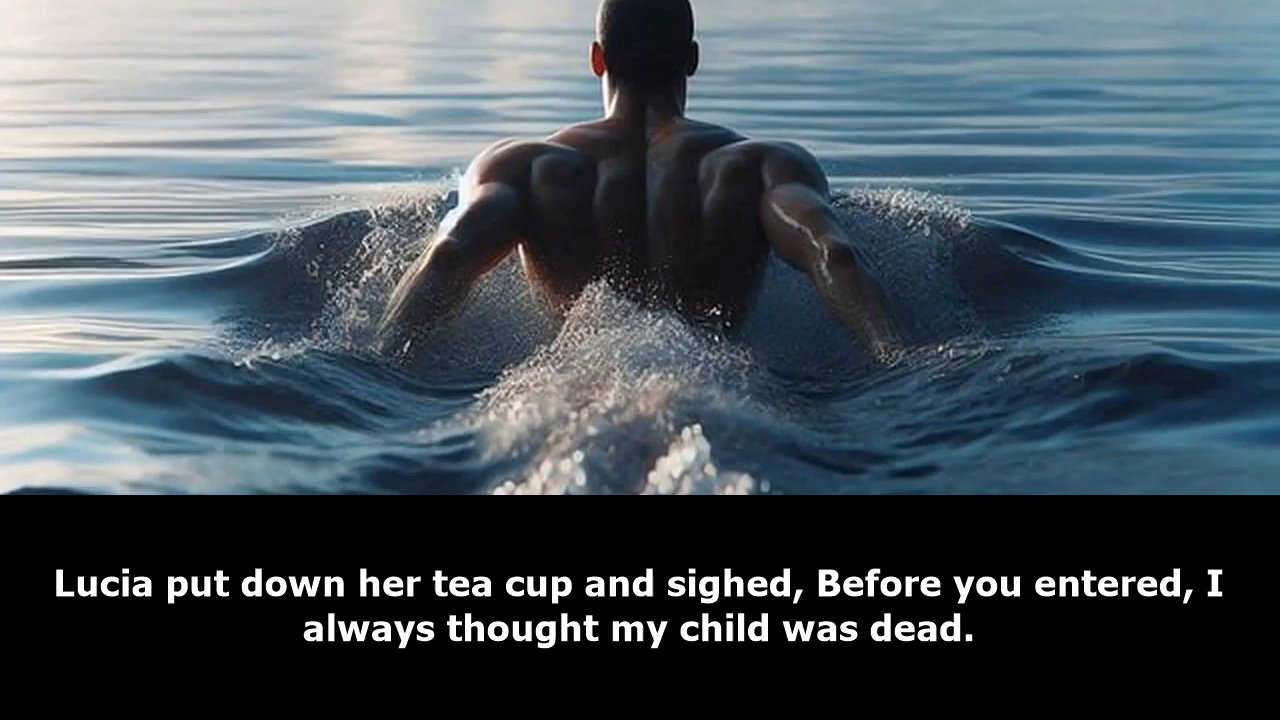 Lucia put down her tea cup and sighed, Before you entered, I
always thought my child was dead.